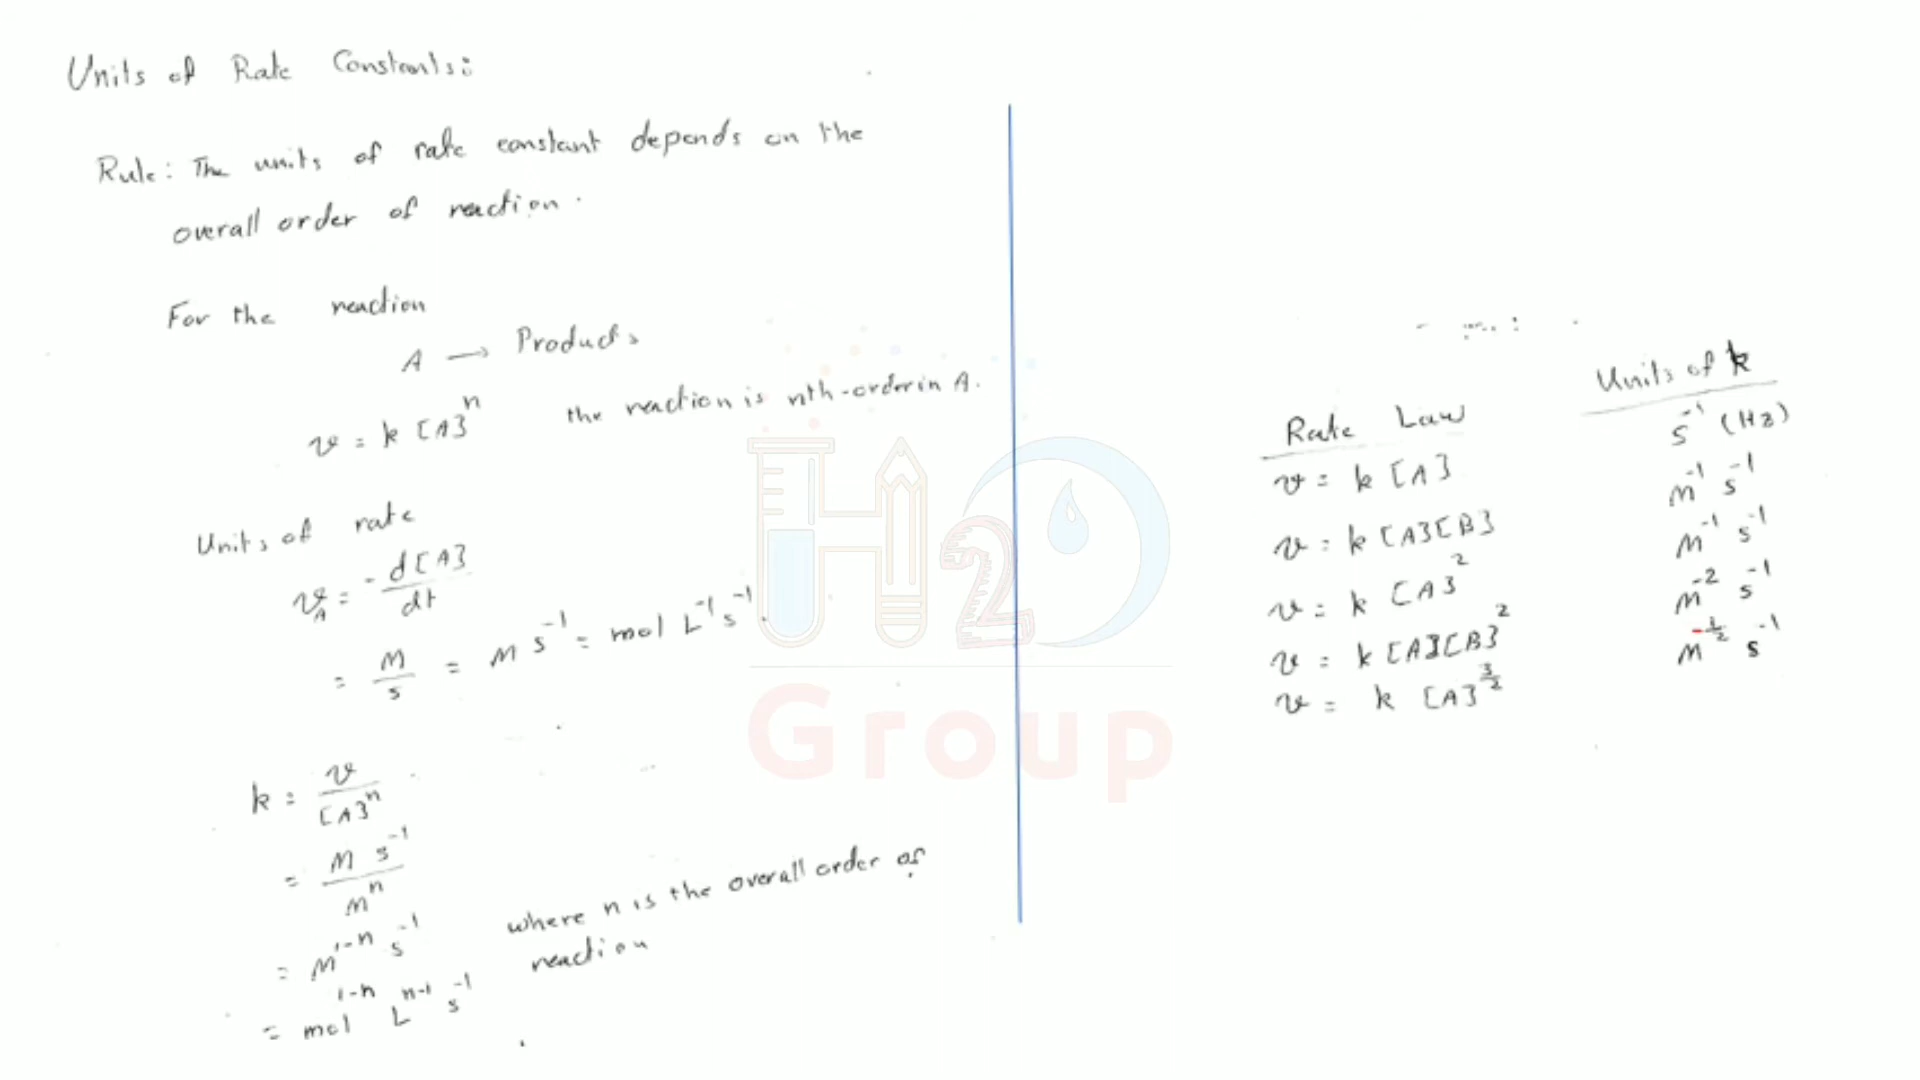 Units of Rate Constants:
Rule: The units of rate constant depends on the
overall order of reaction.
For the reaction
A → Products
v = k [A]^n the reaction is nth-order in A.
Units of rate
v_A = - d[A]/dt
= M/s = M s^-1 = mol L^-1 s^-1.
k = v/[A]^n
= M s^-1 / M^n
= M^1-n s^-1 where n is the overall order of
reaction
= mol^1-n L^n-1 s^-1
H2O
Group
Rate Law Units of k
v = k [A] s^-1 (Hz)
v = k [A][B] M^-1 s^-1
v = k [A]^2 M^-1 s^-1
v = k [A][B]^2 M^-2 s^-1
v = k [A]^3/2 M^-1/2 s^-1